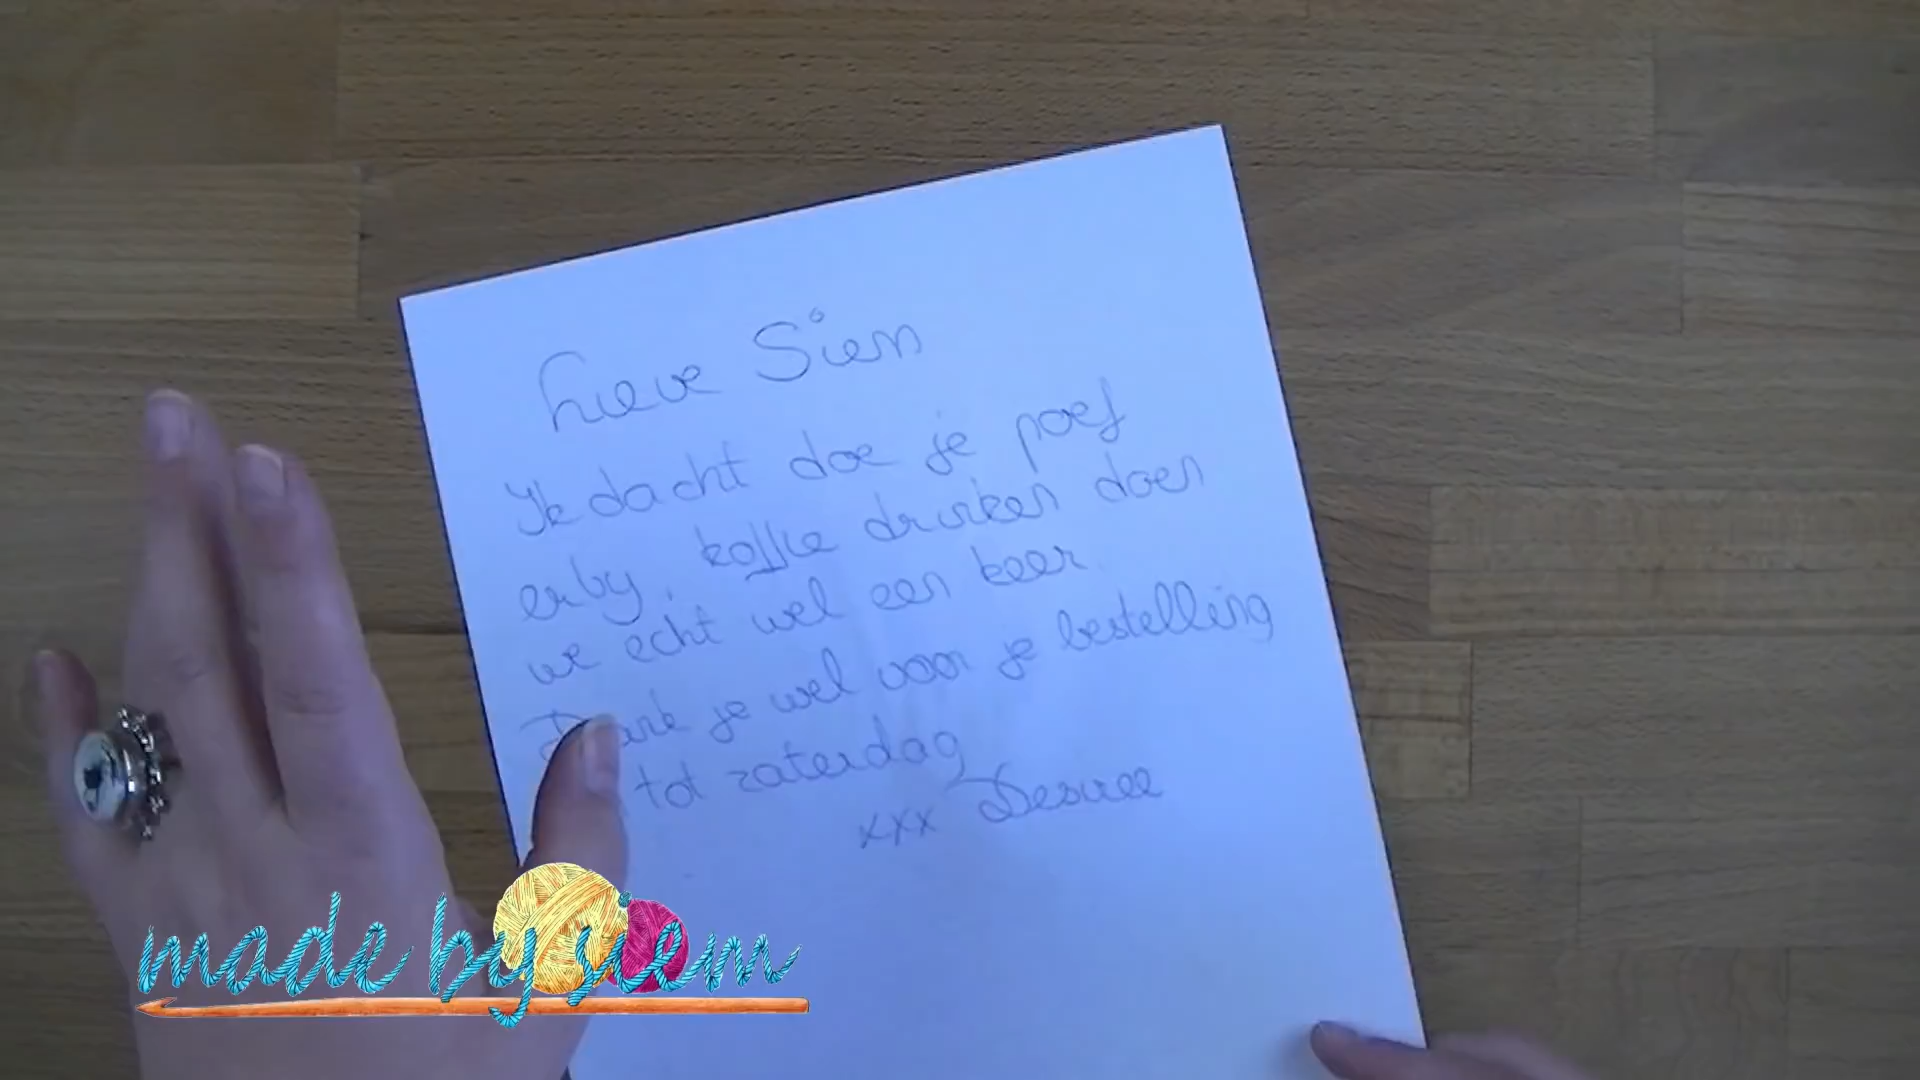 Lieve Siem
Ik dacht doe je poef
erby. koffie drinken doen
we echt wel een keer.
Dank je wel voor je bestelling
tot zaterdag
xxx Desiree
made by siem